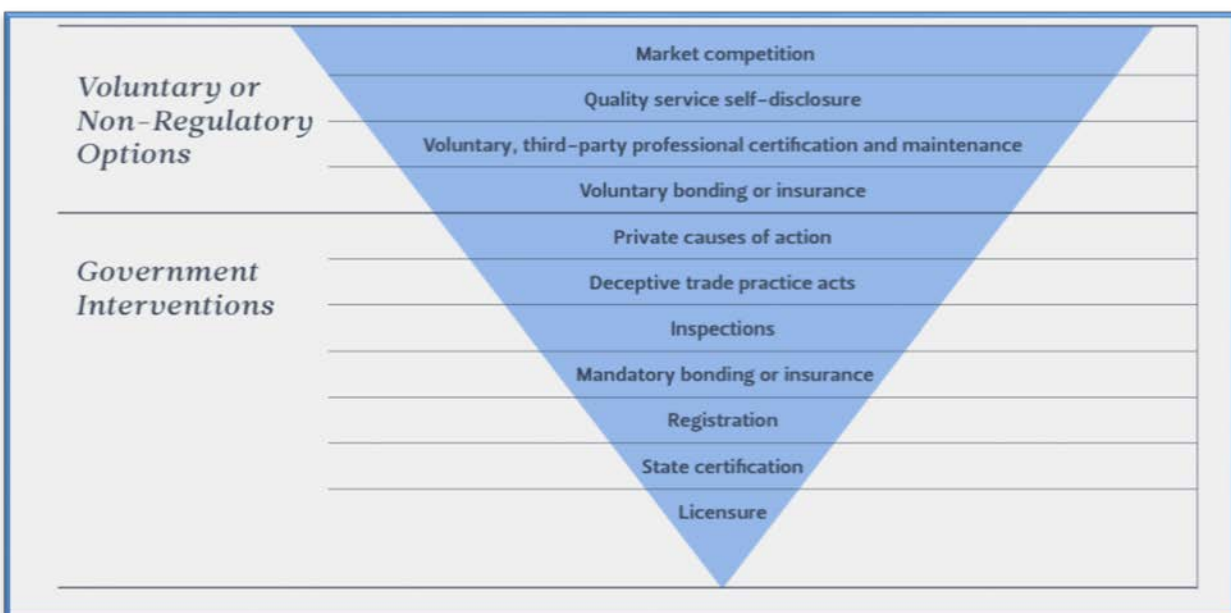 Voluntary or
Non-Regulatory
Options
Market competition
Quality service self-disclosure
Voluntary, third-party professional certification and maintenance
Voluntary bonding or insurance
Government
Interventions
Private causes of action
Deceptive trade practice acts
Inspections
Mandatory bonding or insurance
Registration
State certification
Licensure